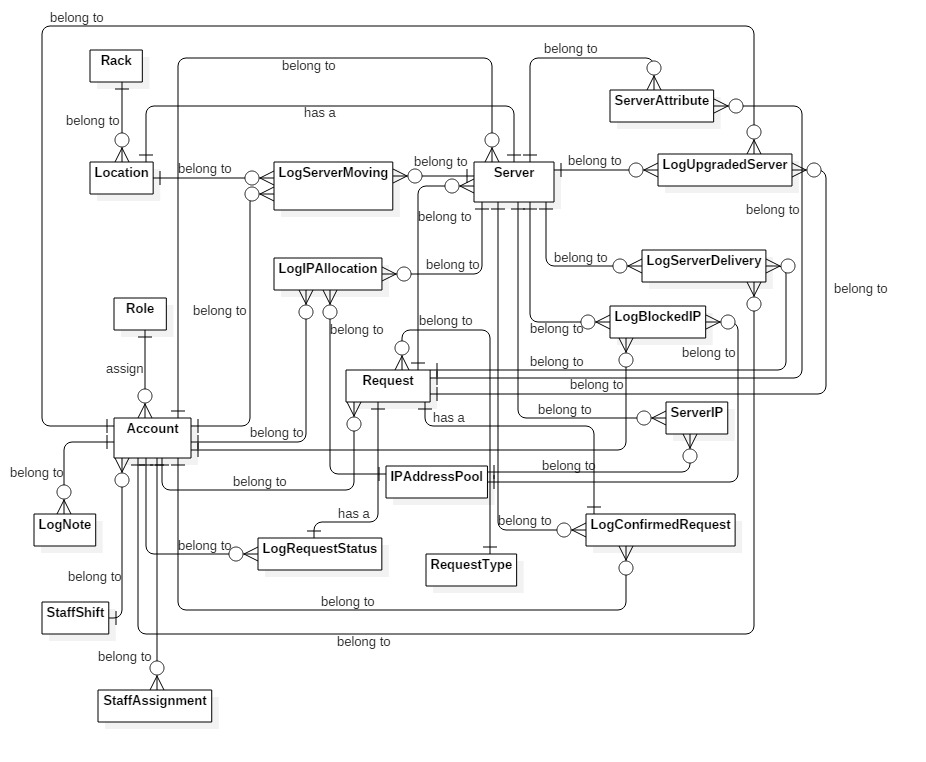 belong to
Rack
belong to
belong to
ServerAttribute
belong to
has a
belong to
Location
belong to
LogServerMoving
belong to
Server
belong to
LogUpgradedServer
belong to
belong to
LogIPAllocation
belong to
belong to
LogServerDelivery
belong to
Role
belong to
belong to
belong to
belong to
LogBlockedIP
belong to
assign
Request
belong to
belong to
Account
belong to
has a
belong to
ServerIP
belong to
belong to
IPAddressPool
belong to
LogNote
has a
belong to
LogConfirmedRequest
belong to
LogRequestStatus
RequestType
belong to
StaffShift
belong to
belong to
belong to
StaffAssignment